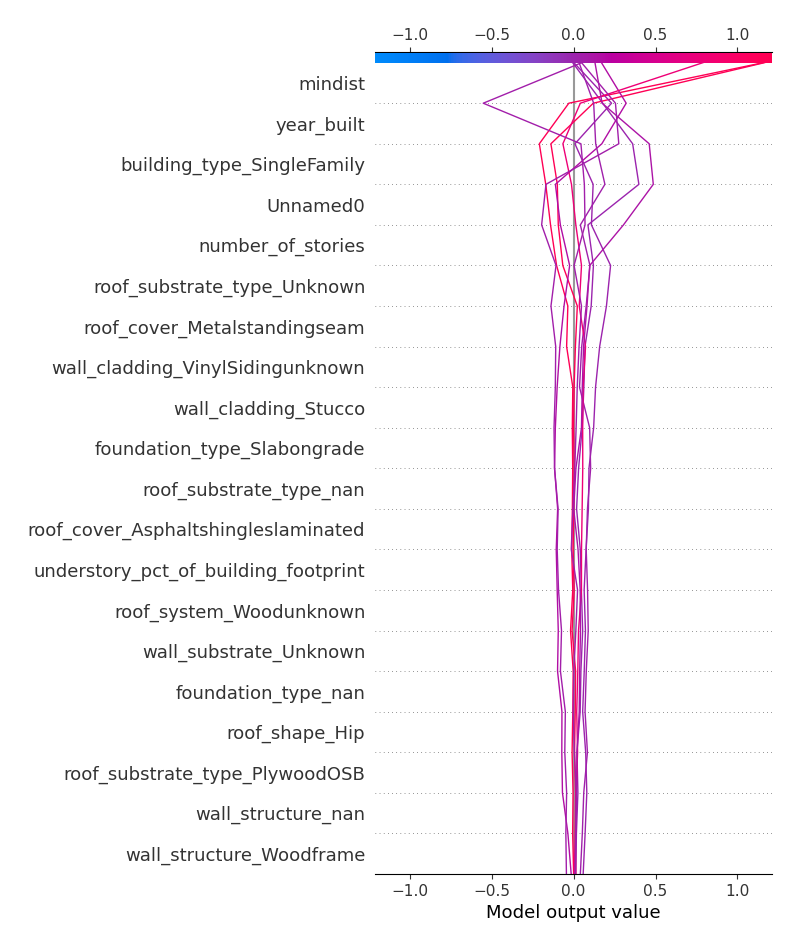 −1.0 −0.5 0.0 0.5 1.0
mindist
year_built
building_type_SingleFamily
Unnamed0
number_of_stories
roof_substrate_type_Unknown
roof_cover_Metalstandingseam
wall_cladding_VinylSidingunknown
wall_cladding_Stucco
foundation_type_Slabongrade
roof_substrate_type_nan
roof_cover_Asphaltshingleslaminated
understory_pct_of_building_footprint
roof_system_Woodunknown
wall_substrate_Unknown
foundation_type_nan
roof_shape_Hip
roof_substrate_type_PlywoodOSB
wall_structure_nan
wall_structure_Woodframe
−1.0 −0.5 0.0 0.5 1.0
Model output value